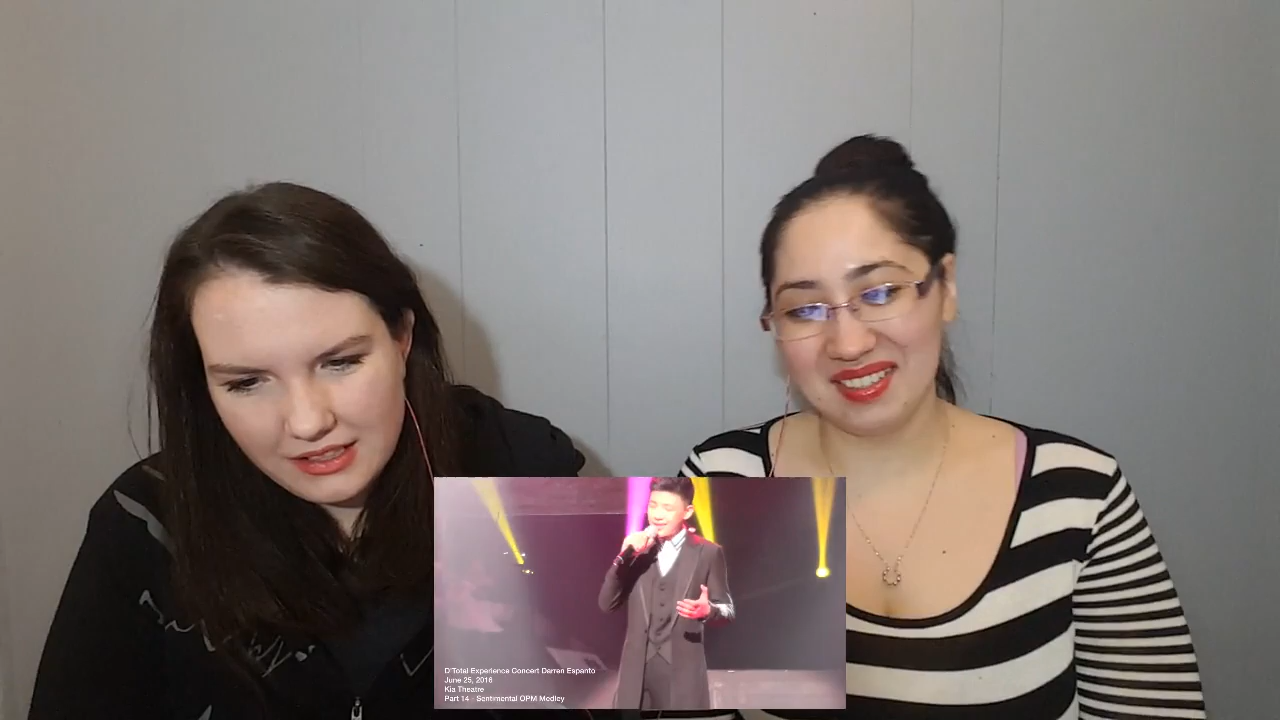 D'Total Experience Concert Darren Espanto
June 25, 2016
Kia Theatre
Part 14 - Sentimental OPM Medley